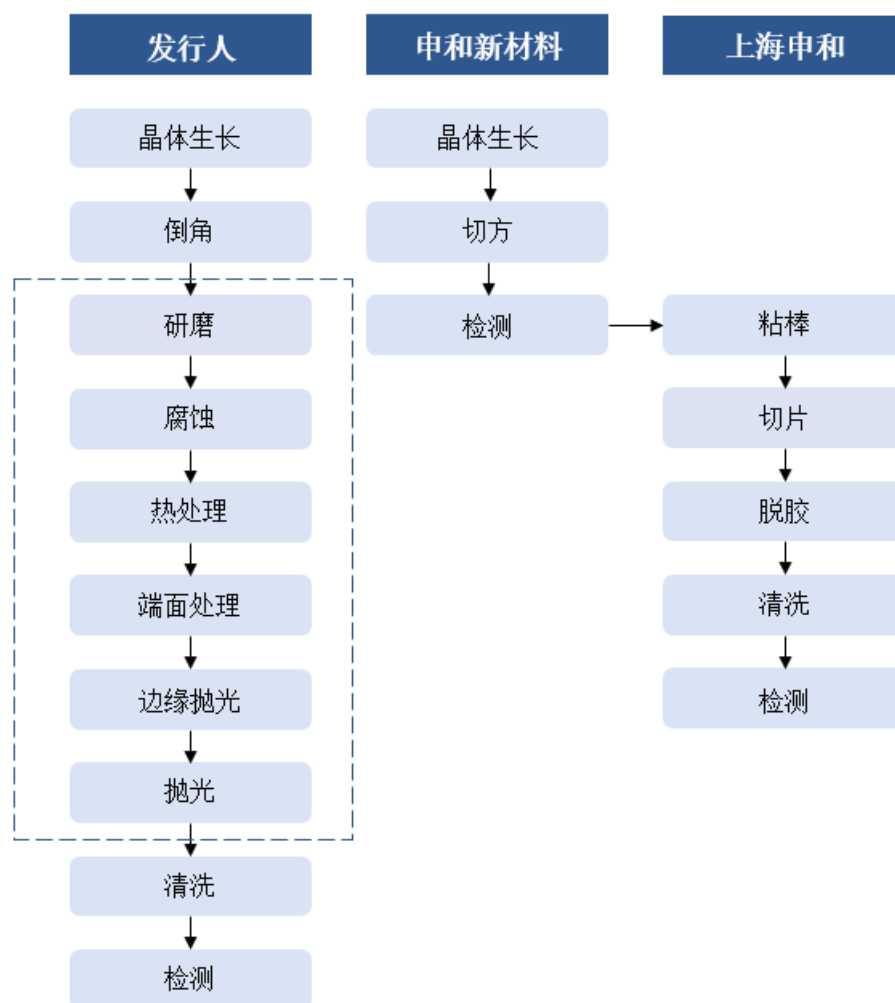 发行人
申和新材料
上海申和
晶体生长
倒角
研磨
腐蚀
热处理
端面处理
边缘抛光
抛光
清洗
检测
晶体生长
切方
检测
粘棒
切片
脱胶
清洗
检测